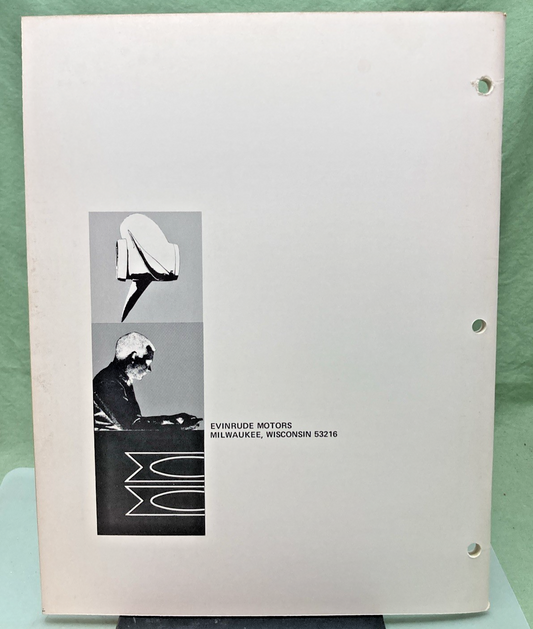 EVINRUDE MOTORS
MILWAUKEE, WISCONSIN 53216